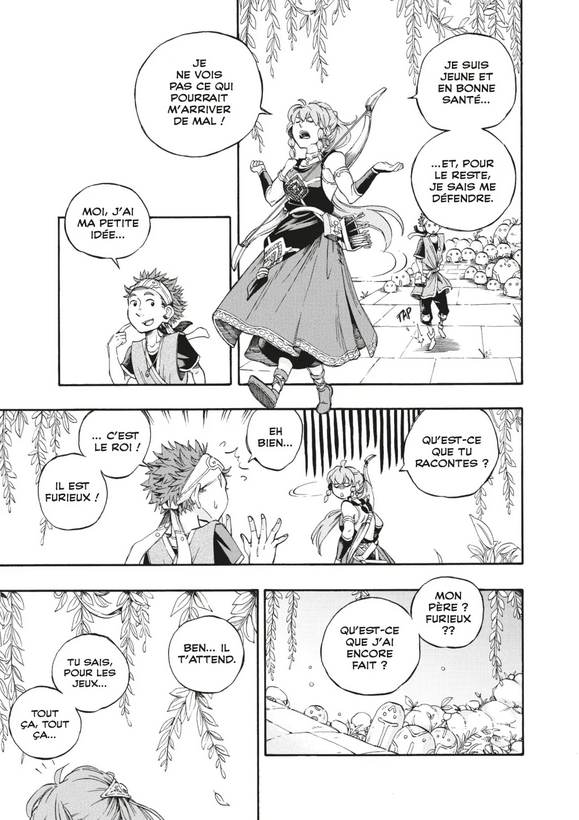 JE SUIS
JEUNE ET
EN BONNE
SANTÉ...
...ET, POUR
LE RESTE,
JE SAIS ME
DÉFENDRE.
TAP
JE
NE VOIS
PAS CE QUI
POURRAIT
M'ARRIVER
DE MAL !
MOI, J'AI
MA PETITE
IDÉE...
QU'EST-CE
QUE TU
RACONTES ?
EH
BIEN...
... C'EST
LE ROI !
IL EST
FURIEUX !
MON
PÈRE ?
FURIEUX
??
QU'EST-CE
QUE J'AI
ENCORE
FAIT ?
BEN... IL
T'ATTEND.
TU SAIS,
POUR LES
JEUX...
TOUT
ÇA, TOUT
ÇA...